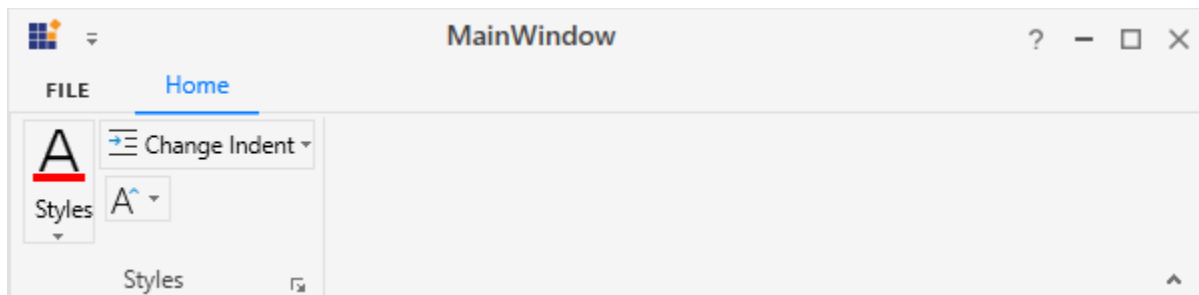 MainWindow
?
FILE Home
A
Change Indent
Styles
A
Styles